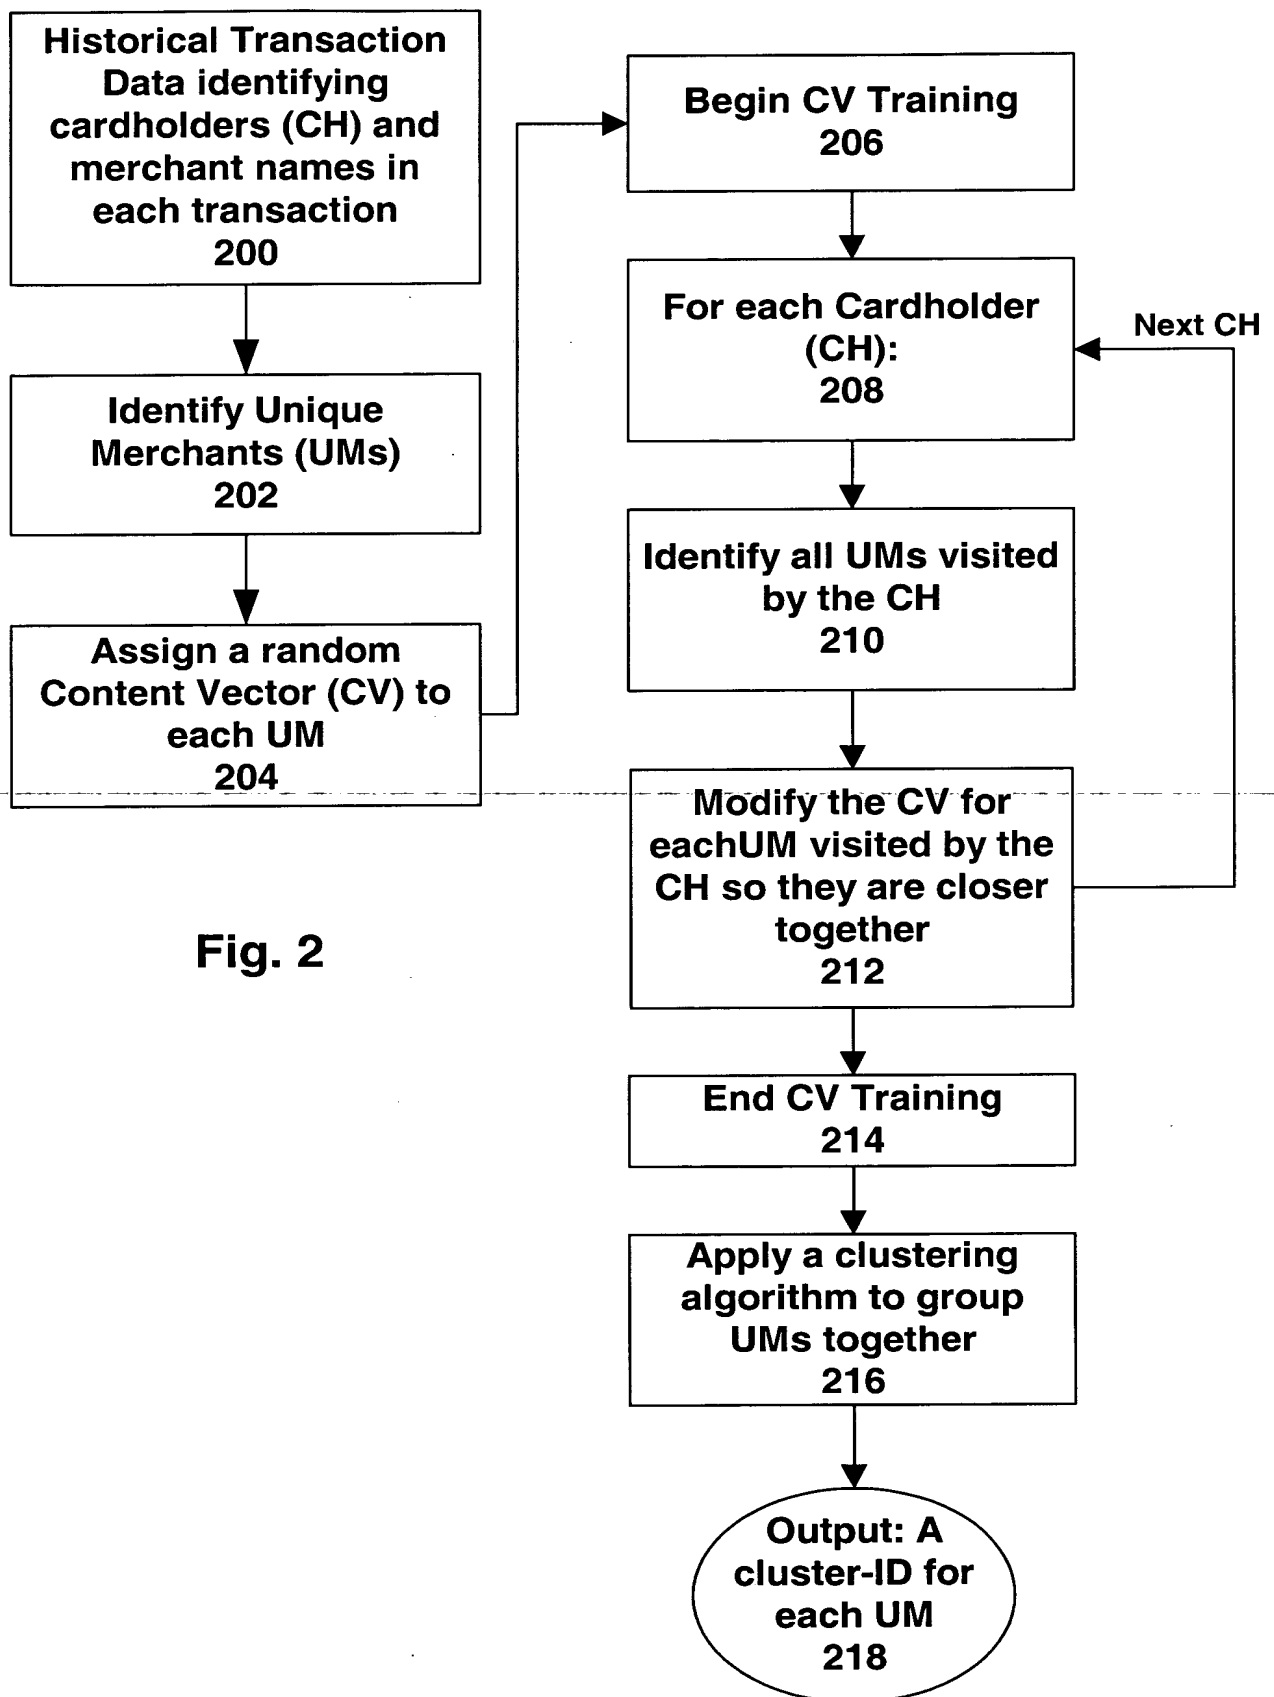 Historical Transaction
Data identifying
cardholders (CH) and
merchant names in
each transaction
200
Identify Unique
Merchants (UMs)
202
Assign a random
Content Vector (CV) to
each UM
204
Begin CV Training
206
For each Cardholder
(CH):
208
Next CH
Identify all UMs visited
by the CH
210
Modify the CV for
eachUM visited by the
CH so they are closer
together
212
End CV Training
214
Apply a clustering
algorithm to group
UMs together
216
Output: A
cluster-ID for
each UM
218
Fig. 2